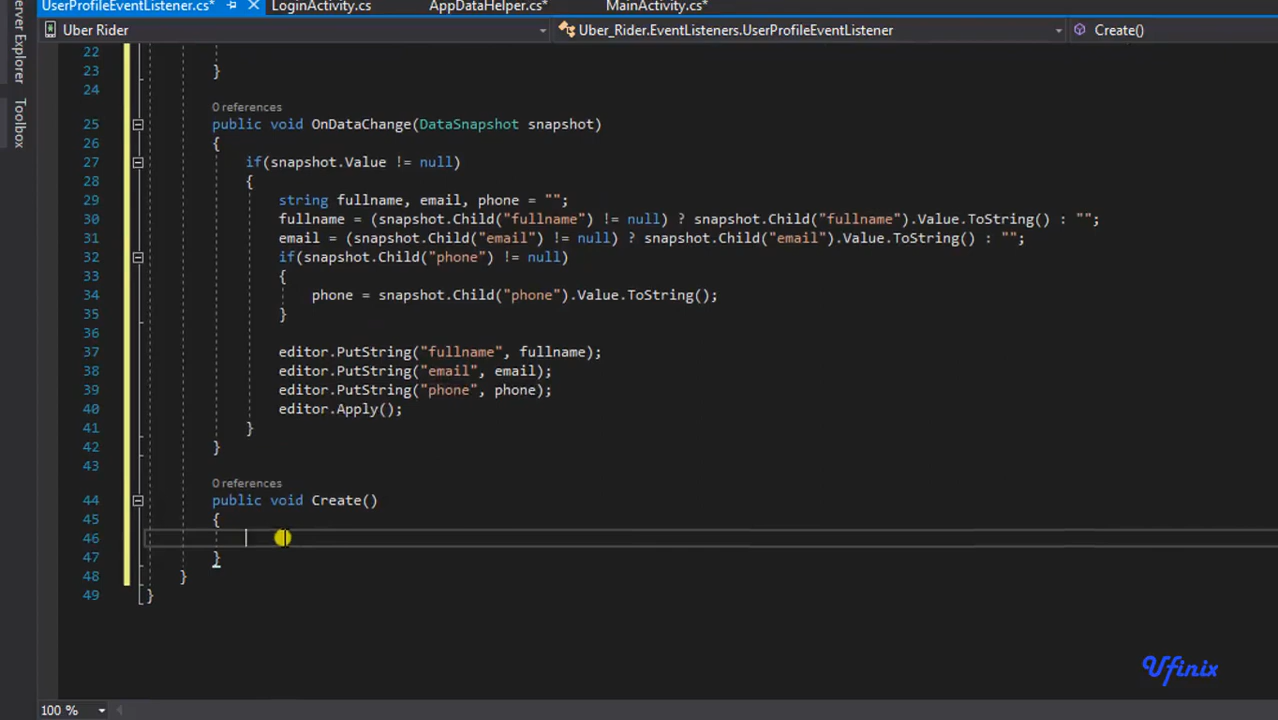 UserProfileEventListener.cs* LoginActivity.cs AppDataHelper.cs* MainActivity.cs*
Server Explorer
Toolbox
Uber Rider Uber_Rider.EventListeners.UserProfileEventListener Create()
22
23 }
24
0 references
25 public void OnDataChange(DataSnapshot snapshot)
26 {
27 if(snapshot.Value != null)
28 {
29 string fullname, email, phone = "";
30 fullname = (snapshot.Child("fullname") != null) ? snapshot.Child("fullname").Value.ToString() : "";
31 email = (snapshot.Child("email") != null) ? snapshot.Child("email").Value.ToString() : "";
32 if(snapshot.Child("phone") != null)
33 {
34 phone = snapshot.Child("phone").Value.ToString();
35 }
36
37 editor.PutString("fullname", fullname);
38 editor.PutString("email", email);
39 editor.PutString("phone", phone);
40 editor.Apply();
41 }
42 }
43
0 references
44 public void Create()
45 {
46
47 }
48 }
49 }
Ufinix
100 %